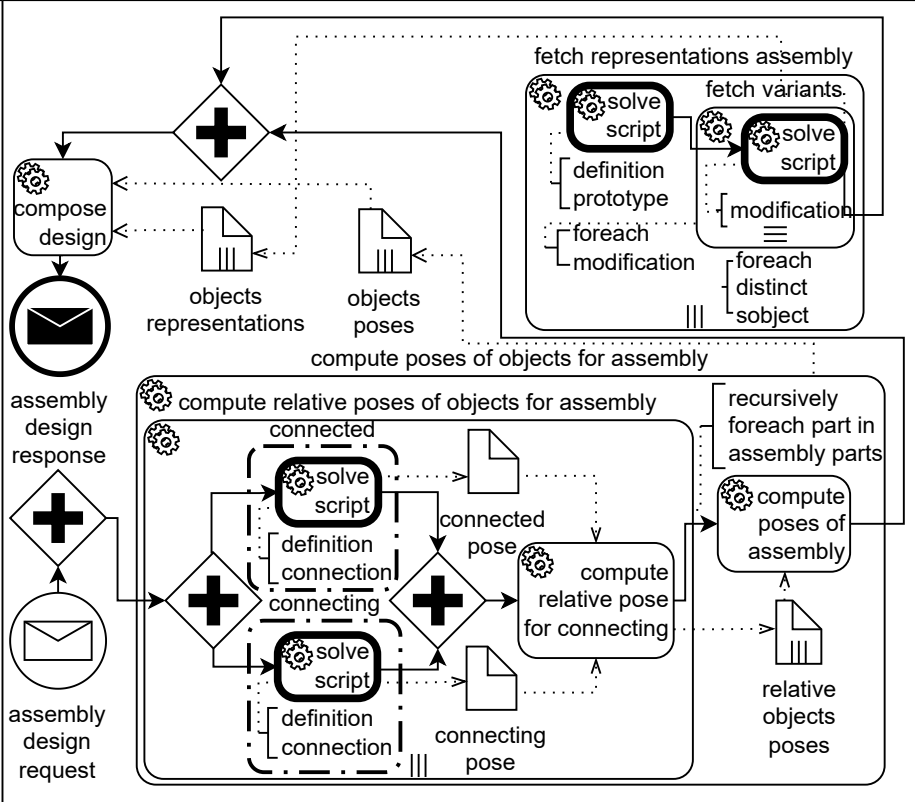 fetch representations assembly
fetch variants
solve
script
solve
script
definition
prototype
modification
foreach
modification
foreach
distinct
sobject
compose
design
objects
representations
objects
poses
assembly
design
response
compute poses of objects for assembly
compute relative poses of objects for assembly
recursively
foreach part in
assembly parts
connected
solve
script
definition
connection
connected
pose
compute
relative pose
for connecting
compute
poses of
assembly
connecting
solve
script
definition
connection
connecting
pose
relative
objects
poses
assembly
design
request